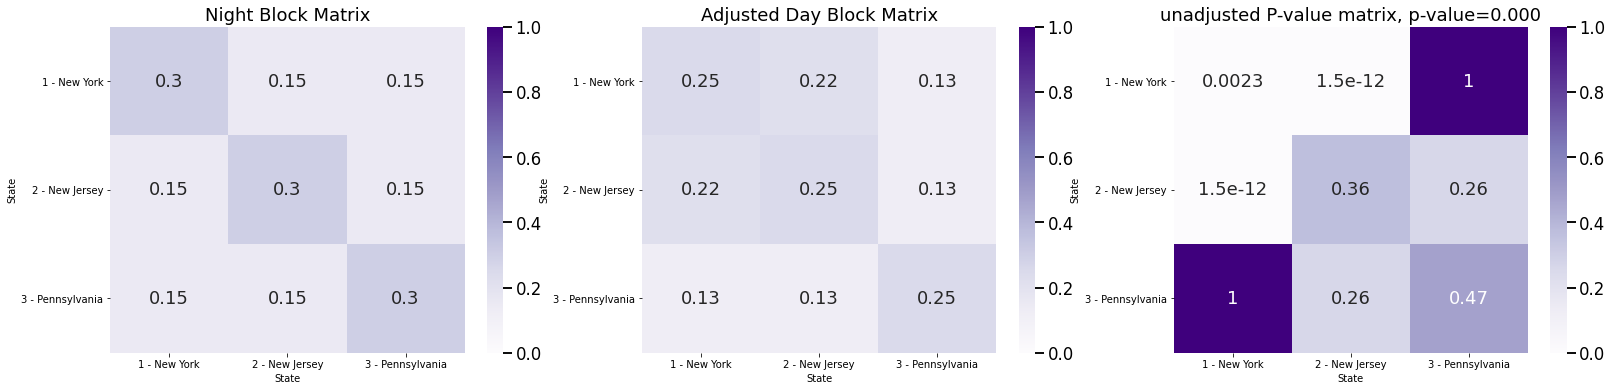 Night Block Matrix
1 - New York
2 - New Jersey
3 - Pennsylvania
State
0.3 0.15 0.15
0.15 0.3 0.15
0.15 0.15 0.3
1 - New York 2 - New Jersey 3 - Pennsylvania
State
1.0
0.8
0.6
0.4
0.2
0.0
Adjusted Day Block Matrix
1 - New York
2 - New Jersey
3 - Pennsylvania
State
0.25 0.22 0.13
0.22 0.25 0.13
0.13 0.13 0.25
1 - New York 2 - New Jersey 3 - Pennsylvania
State
1.0
0.8
0.6
0.4
0.2
0.0
unadjusted P-value matrix, p-value=0.000
1 - New York
2 - New Jersey
3 - Pennsylvania
State
0.0023 1.5e-12 1
1.5e-12 0.36 0.26
1 0.26 0.47
1 - New York 2 - New Jersey 3 - Pennsylvania
State
1.0
0.8
0.6
0.4
0.2
0.0